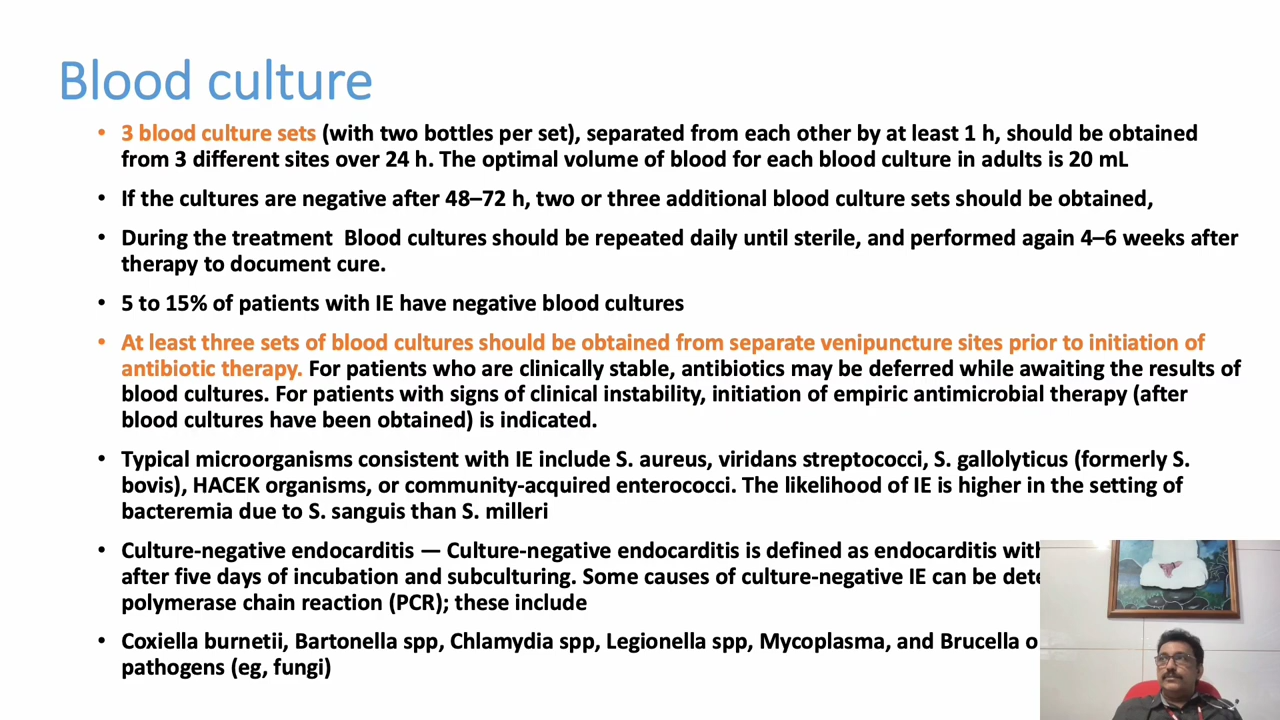 Blood culture
• 3 blood culture sets (with two bottles per set), separated from each other by at least 1 h, should be obtained
from 3 different sites over 24 h. The optimal volume of blood for each blood culture in adults is 20 mL
• If the cultures are negative after 48–72 h, two or three additional blood culture sets should be obtained,
• During the treatment  Blood cultures should be repeated daily until sterile, and performed again 4–6 weeks after
therapy to document cure.
• 5 to 15% of patients with IE have negative blood cultures
• At least three sets of blood cultures should be obtained from separate venipuncture sites prior to initiation of
antibiotic therapy. For patients who are clinically stable, antibiotics may be deferred while awaiting the results of
blood cultures. For patients with signs of clinical instability, initiation of empiric antimicrobial therapy (after
blood cultures have been obtained) is indicated.
• Typical microorganisms consistent with IE include S. aureus, viridans streptococci, S. gallolyticus (formerly S.
bovis), HACEK organisms, or community-acquired enterococci. The likelihood of IE is higher in the setting of
bacteremia due to S. sanguis than S. milleri
• Culture-negative endocarditis — Culture-negative endocarditis is defined as endocarditis
after five days of incubation and subculturing. Some causes of culture-negative IE can be
polymerase chain reaction (PCR); these include
• Coxiella burnetii, Bartonella spp, Chlamydia spp, Legionella spp, Mycoplasma, and Brucella
pathogens (eg, fungi)